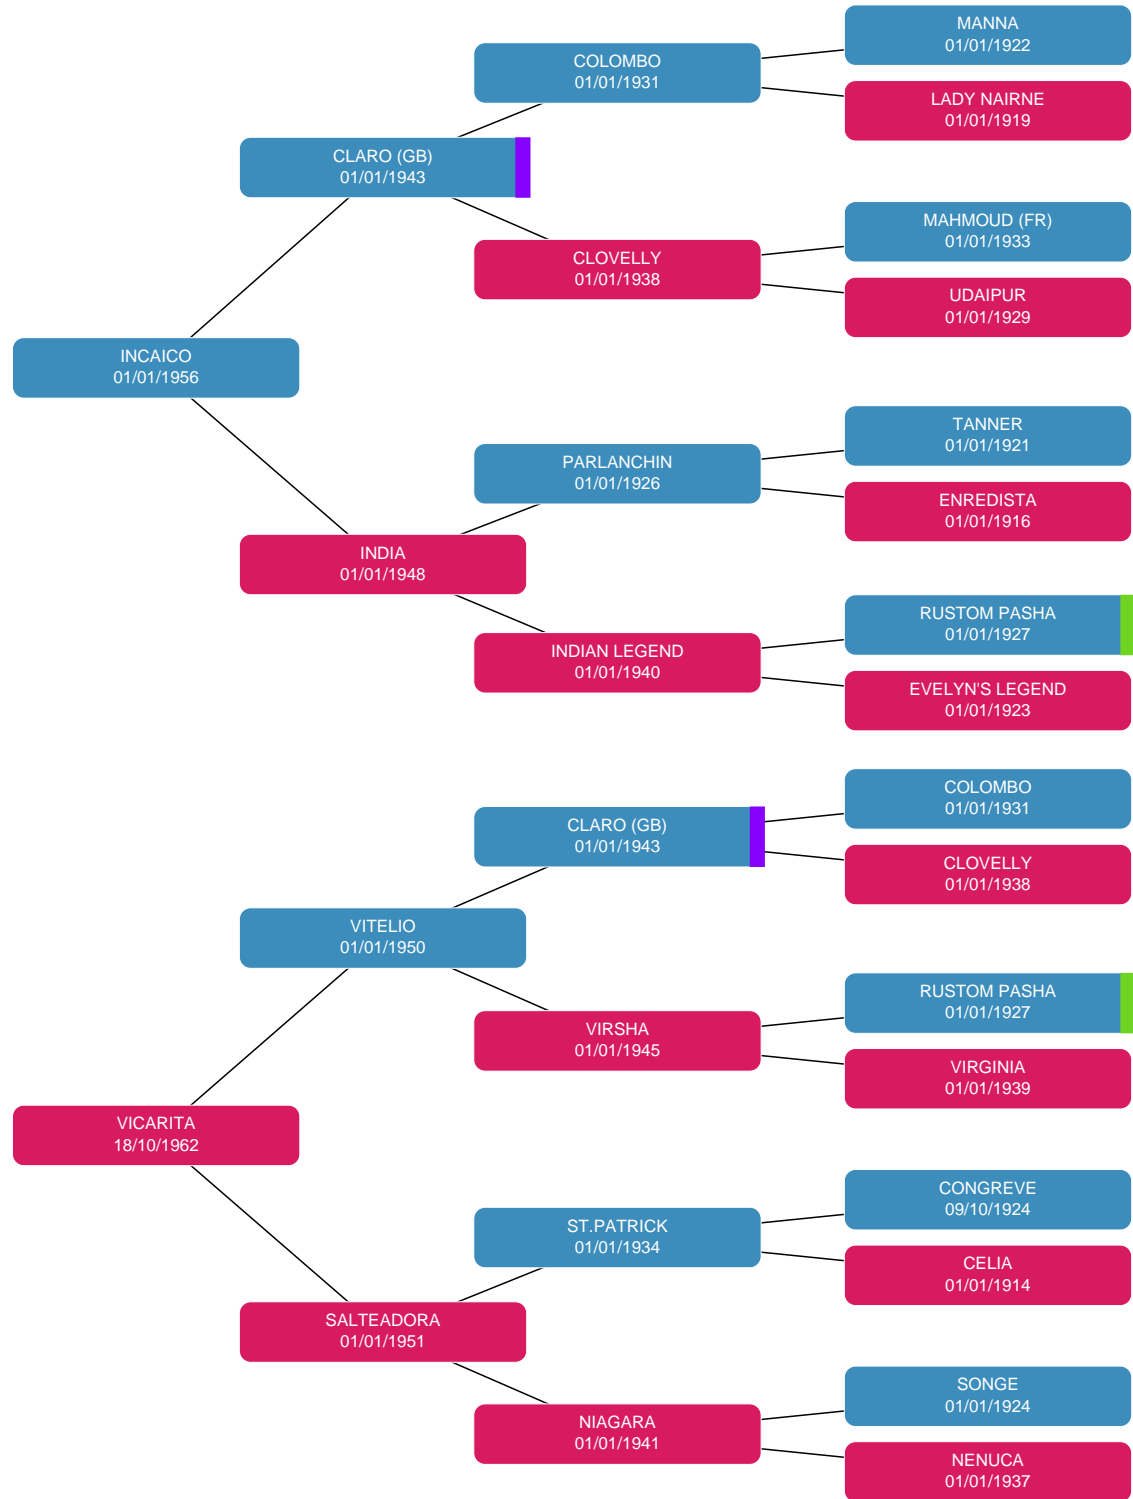 MANNA
01/01/1922
COLOMBO
01/01/1931
LADY NAIRNE
01/01/1919
CLARO (GB)
01/01/1943
MAHMOUD (FR)
01/01/1933
CLOVELLY
01/01/1938
UDAIPUR
01/01/1929
INCAICO
01/01/1956
TANNER
01/01/1921
PARLANCHIN
01/01/1926
ENREDISTA
01/01/1916
INDIA
01/01/1948
RUSTOM PASHA
01/01/1927
INDIAN LEGEND
01/01/1940
EVELYN'S LEGEND
01/01/1923
COLOMBO
01/01/1931
CLARO (GB)
01/01/1943
CLOVELLY
01/01/1938
VITELIO
01/01/1950
RUSTOM PASHA
01/01/1927
VIRSHA
01/01/1945
VIRGINIA
01/01/1939
VICARITA
18/10/1962
CONGREVE
09/10/1924
ST.PATRICK
01/01/1934
CELIA
01/01/1914
SALTEADORA
01/01/1951
SONGE
01/01/1924
NIAGARA
01/01/1941
NENUCA
01/01/1937